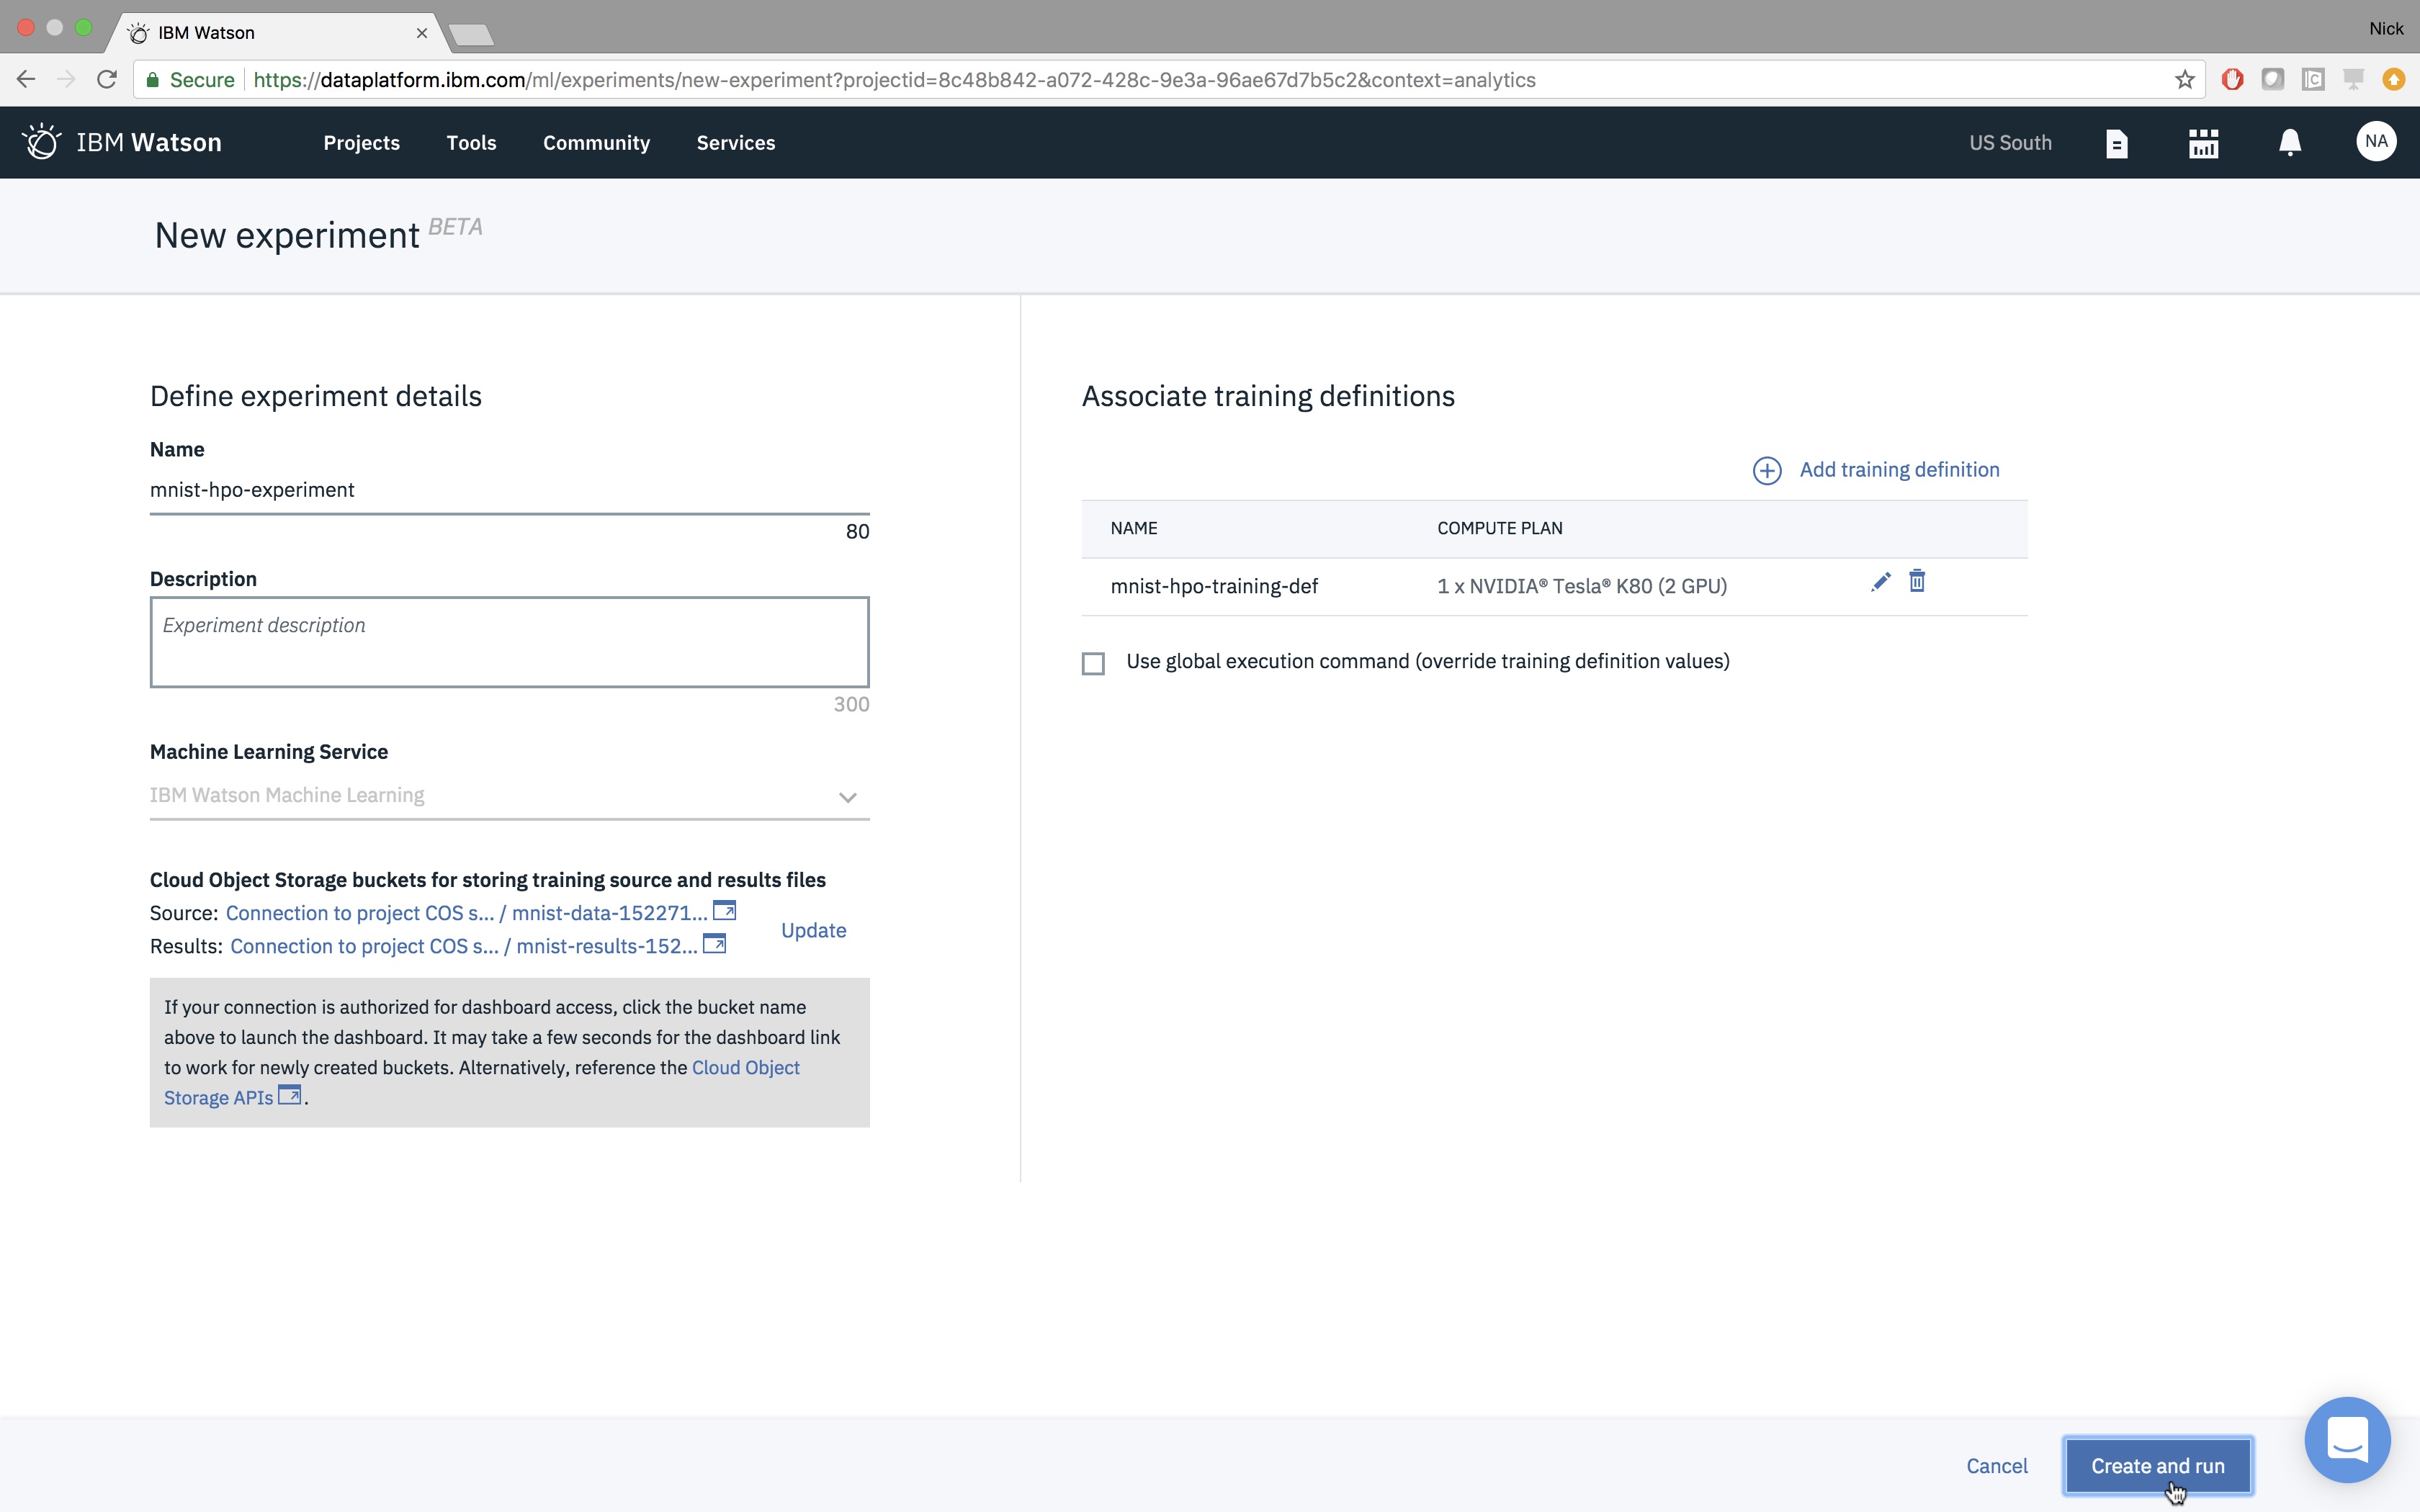 IBM Watson
Nick
Secure https://dataplatform.ibm.com/ml/experiments/new-experiment?projectid=8c48b842-a072-428c-9e3a-96ae67d7b5c2&context=analytics
IBM Watson Projects Tools Community Services US South NA
New experiment BETA
Define experiment details
Name
mnist-hpo-experiment
80
Description
Experiment description
300
Machine Learning Service
IBM Watson Machine Learning
Cloud Object Storage buckets for storing training source and results files
Source: Connection to project COS s... / mnist-data-152271...
Results: Connection to project COS s... / mnist-results-152...
Update
If your connection is authorized for dashboard access, click the bucket name
above to launch the dashboard. It may take a few seconds for the dashboard link
to work for newly created buckets. Alternatively, reference the Cloud Object
Storage APIs .
Associate training definitions
Add training definition
NAME COMPUTE PLAN
mnist-hpo-training-def 1 x NVIDIA® Tesla® K80 (2 GPU)
Use global execution command (override training definition values)
Cancel Create and run